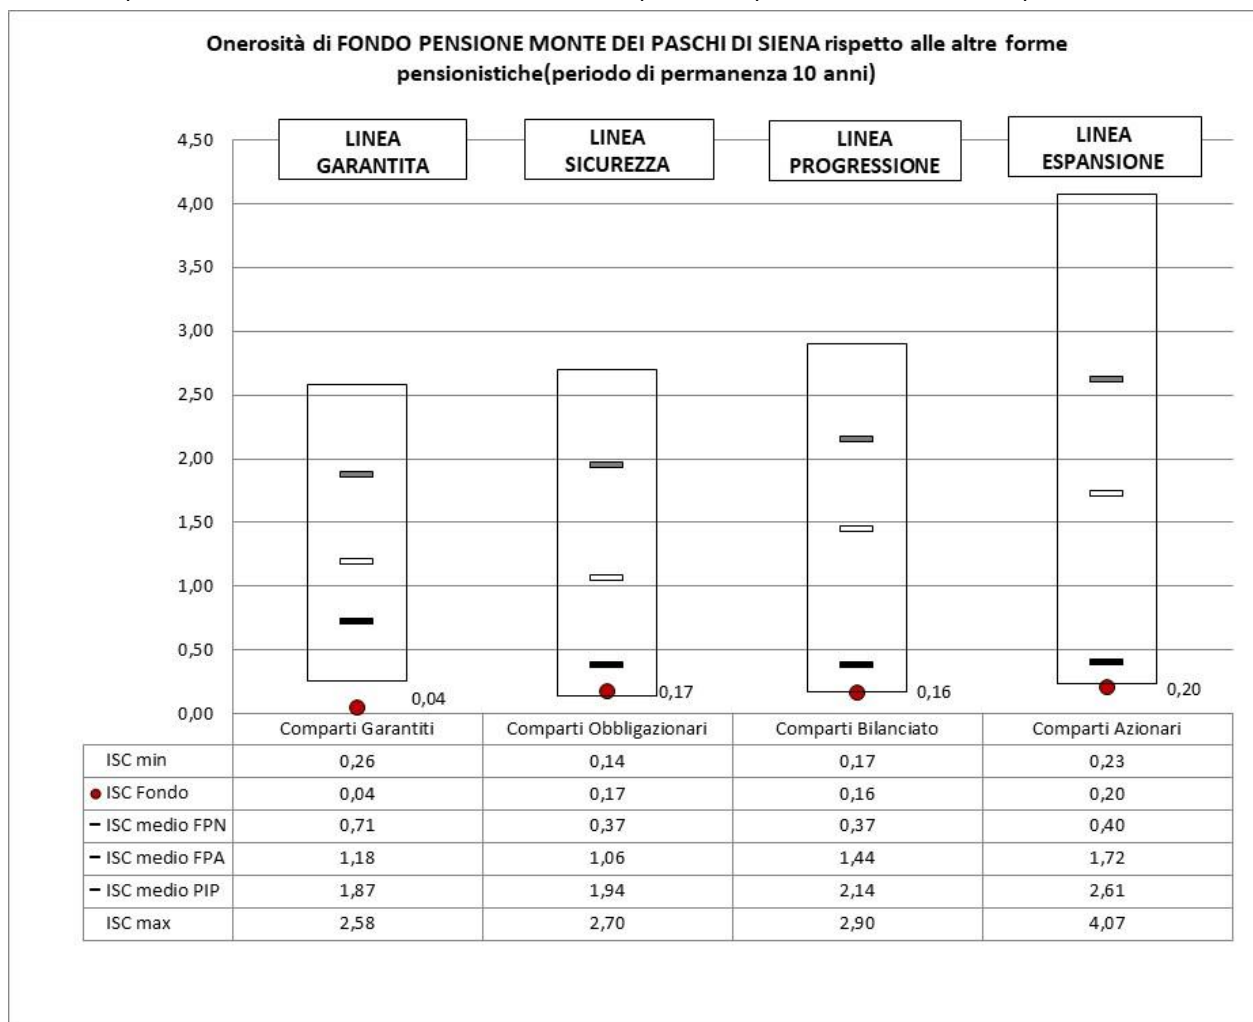 Onerosità di FONDO PENSIONE MONTE DEI PASCHI DI SIENA rispetto alle altre forme
pensionistiche(periodo di permanenza 10 anni)
LINEA
GARANTITA
LINEA
SICUREZZA
LINEA
PROGRESSIONE
LINEA
ESPANSIONE
4,50
4,00
3,50
3,00
2,50
2,00
1,50
1,00
0,50
0,00
0,04
0,17
0,16
0,20
Comparti Garantiti Comparti Obbligazionari Comparti Bilanciato Comparti Azionari
ISC min 0,26 0,14 0,17 0,23
ISC Fondo 0,04 0,17 0,16 0,20
ISC medio FPN 0,71 0,37 0,37 0,40
ISC medio FPA 1,18 1,06 1,44 1,72
ISC medio PIP 1,87 1,94 2,14 2,61
ISC max 2,58 2,70 2,90 4,07